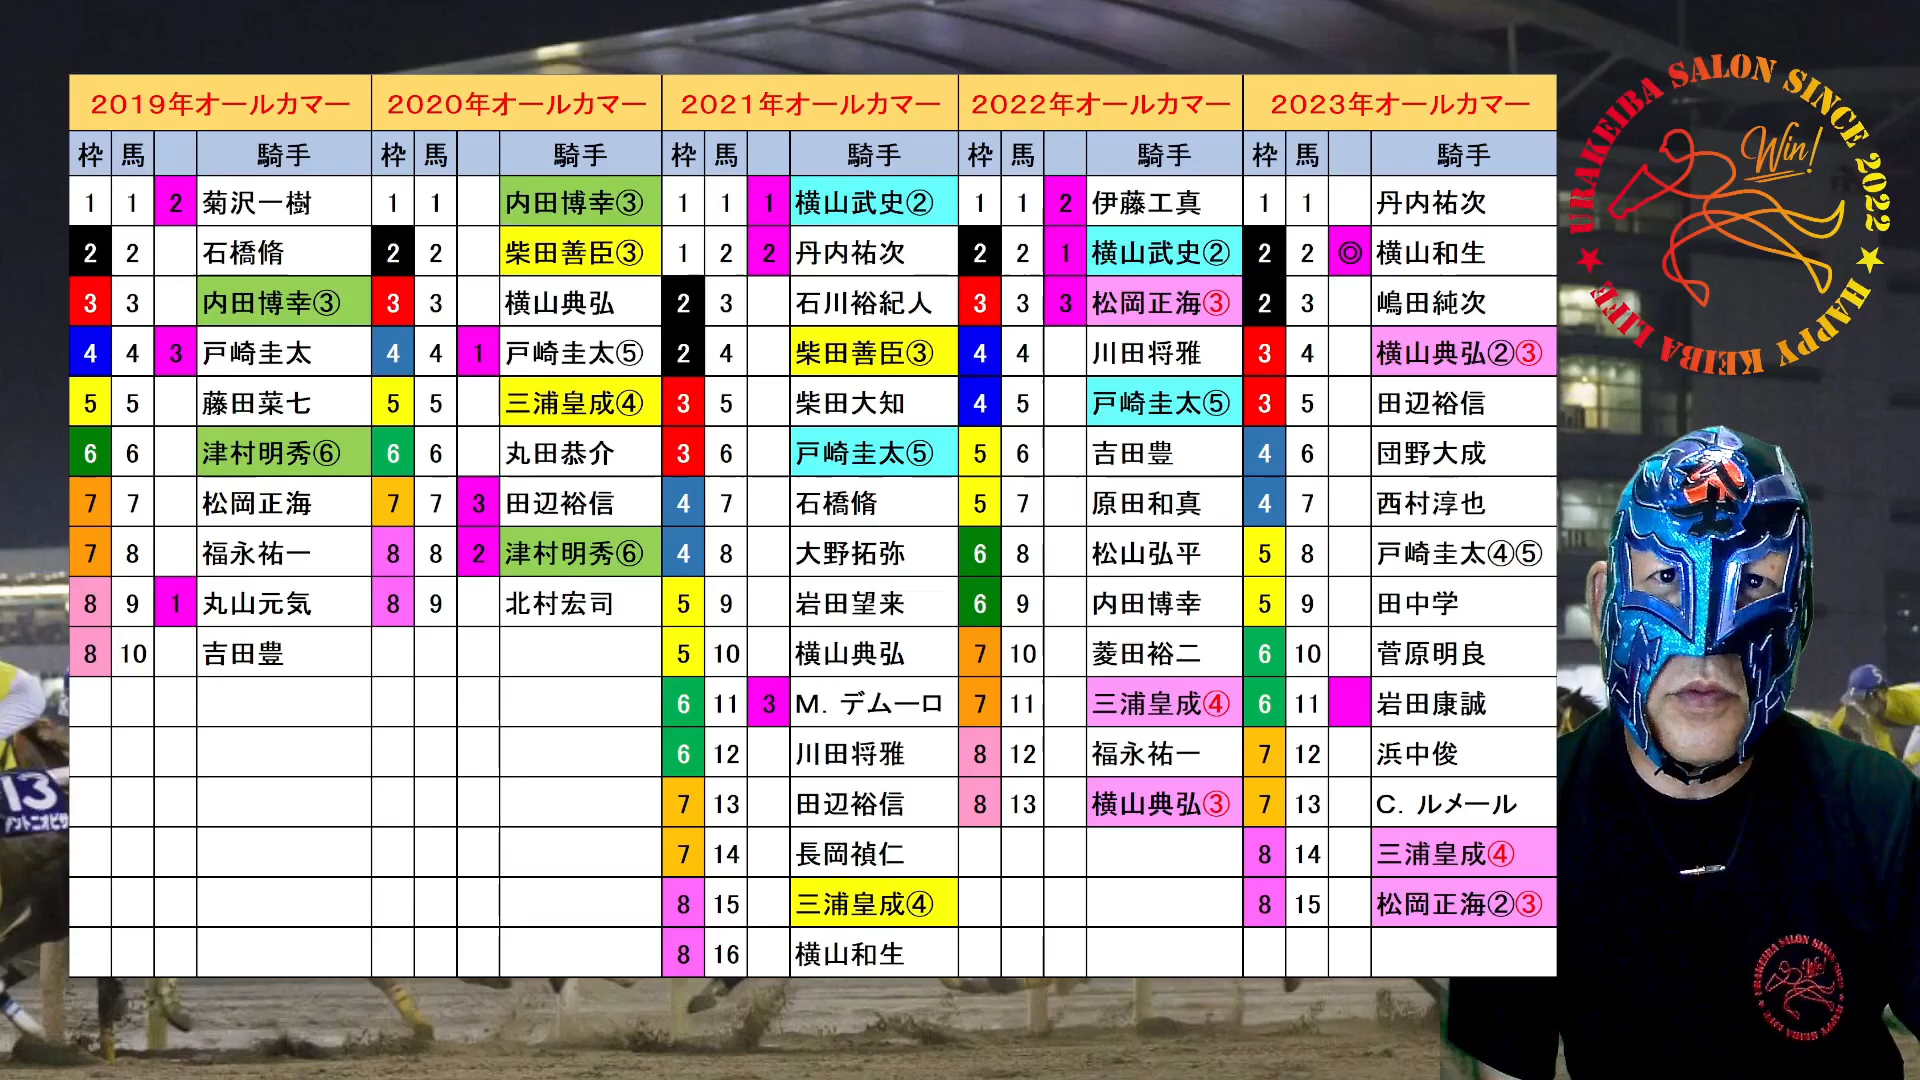 2019年オールカマー 2020年オールカマー 2021年オールカマー 2022年オールカマー 2023年オールカマー
枠 馬 騎手 枠 馬 騎手 枠 馬 騎手 枠 馬 騎手 枠 馬 騎手
1 1 2 菊沢一樹 1 1 内田博幸③ 1 1 1 横山武史② 1 1 2 伊藤工真 1 1 丹内祐次
2 2 石橋脩 2 2 柴田善臣③ 1 2 2 丹内祐次 2 2 1 横山武史② 2 2 ◎ 横山和生
3 3 内田博幸③ 3 3 横山典弘 2 3 石川裕紀人 3 3 3 松岡正海③ 2 3 嶋田純次
4 4 3 戸崎圭太 4 4 1 戸崎圭太⑤ 2 4 柴田善臣③ 4 4 川田将雅 3 4 横山典弘②③
5 5 藤田菜七 5 5 三浦皇成④ 3 5 柴田大知 4 5 戸崎圭太⑤ 3 5 田辺裕信
6 6 津村明秀⑥ 6 6 丸田恭介 3 6 戸崎圭太⑤ 5 6 吉田豊 4 6 団野大成
7 7 松岡正海 7 7 3 田辺裕信 4 7 石橋脩 5 7 原田和真 4 7 西村淳也
7 8 福永祐一 8 8 2 津村明秀⑥ 4 8 大野拓弥 6 8 松山弘平 5 8 戸崎圭太④⑤
8 9 1 丸山元気 8 9 北村宏司 5 9 岩田望来 6 9 内田博幸 5 9 田中学
8 10 吉田豊 5 10 横山典弘 7 10 菱田裕二 6 10 菅原明良
6 11 3 M．デムーロ 7 11 三浦皇成④ 6 11 岩田康誠
6 12 川田将雅 8 12 福永祐一 7 12 浜中俊
7 13 田辺裕信 8 13 横山典弘③ 7 13 C．ルメール
7 14 長岡禎仁 8 14 三浦皇成④
8 15 三浦皇成④ 8 15 松岡正海②③
8 16 横山和生
URAKEIBA SALON SINCE 2022 ★ HAPPY KEIBA LIFE ★
Win!
13